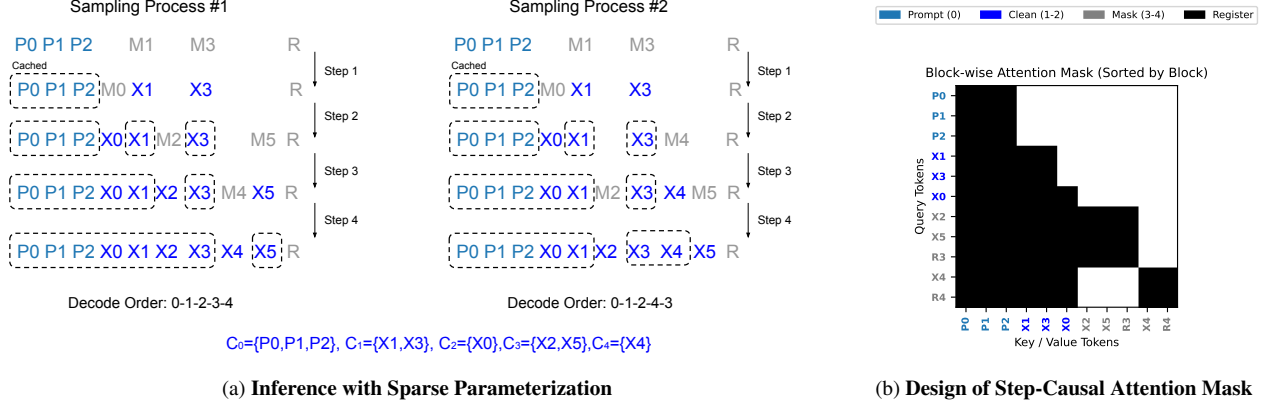 Sampling Process #1
P0 P1 P2 M1 M3 R
Cached
Step 1
P0 P1 P2 M0 X1 X3 R
Step 2
P0 P1 P2 X0 X1 M2 X3 M5 R
Step 3
P0 P1 P2 X0 X1 X2 X3 M4 X5 R
Step 4
P0 P1 P2 X0 X1 X2 X3 X4 X5 R
Decode Order: 0-1-2-3-4
Sampling Process #2
P0 P1 P2 M1 M3 R
Cached
Step 1
P0 P1 P2 M0 X1 X3 R
Step 2
P0 P1 P2 X0 X1 X3 M4 R
Step 3
P0 P1 P2 X0 X1 M2 X3 X4 M5 R
Step 4
P0 P1 P2 X0 X1 X2 X3 X4 X5 R
Decode Order: 0-1-2-4-3
C₀={P0,P1,P2}, C₁={X1,X3}, C₂={X0},C₃={X2,X5},C₄={X4}
(a) Inference with Sparse Parameterization
Prompt (0) Clean (1-2) Mask (3-4) Register
Block-wise Attention Mask (Sorted by Block)
Query Tokens
P0
P1
P2
X1
X3
X0
X2
X5
R3
X4
R4
P0 P1 P2 X1 X3 X0 X2 X5 R3 X4 R4
Key / Value Tokens
(b) Design of Step-Causal Attention Mask